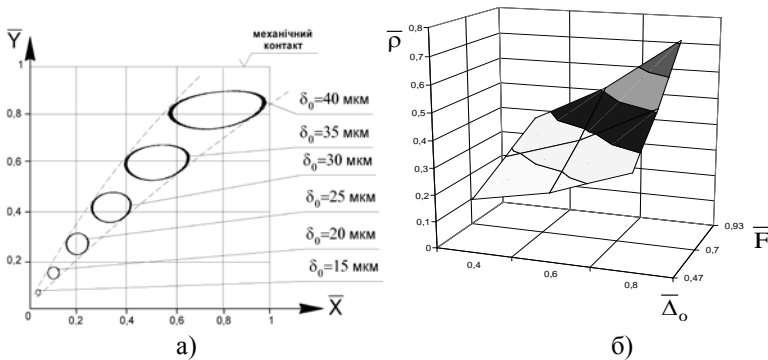 Y
механічний
контакт
1
0,8
0,6
0,4
0,2
0
0,2
0,4
0,6
0,8
1
X
δ₀=40 мкм
δ₀=35 мкм
δ₀=30 мкм
δ₀=25 мкм
δ₀=20 мкм
δ₀=15 мкм
а)
ρ
0,8
0,7
0,6
0,5
0,4
0,3
0,2
0,1
0
0,4
0,6
0,8
Δₒ
0,47
0,7
0,93
F
б)